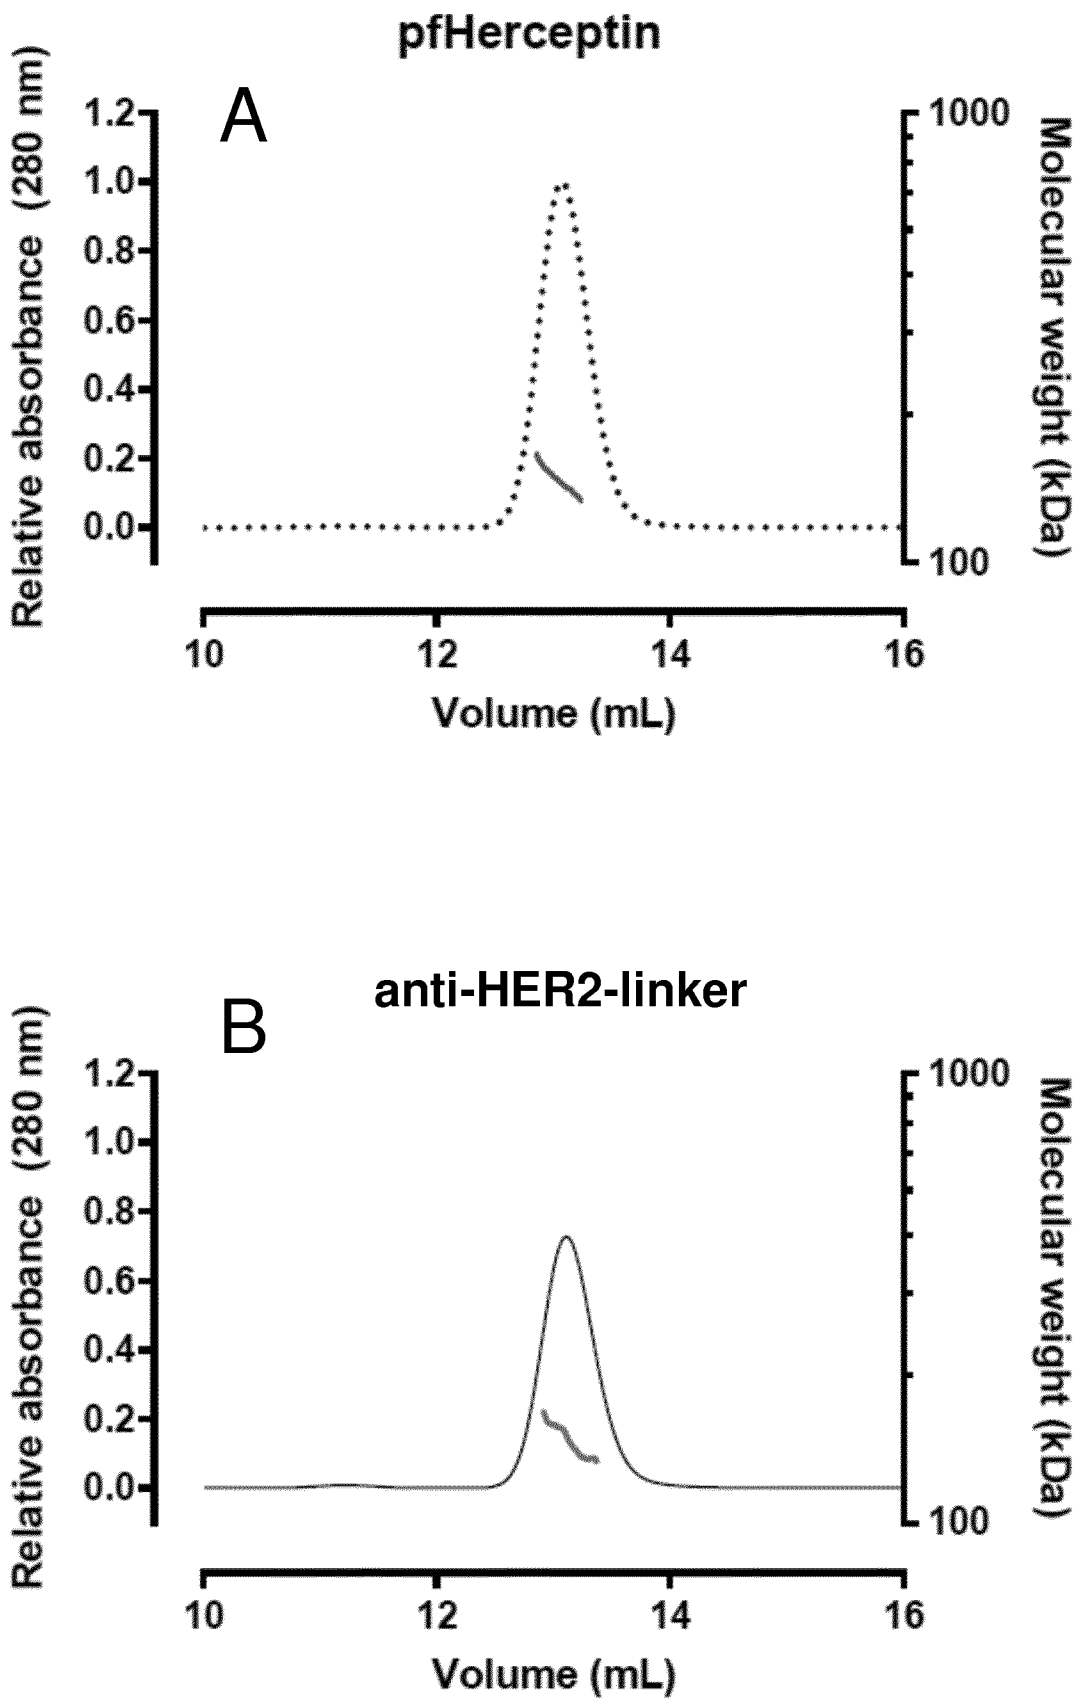 pfHerceptin
A
Relative absorbance (280 nm)
1.2
1.0
0.8
0.6
0.4
0.2
0.0
1000
100
Molecular weight (kDa)
10 12 14 16
Volume (mL)
anti-HER2-linker
B
Relative absorbance (280 nm)
1.2
1.0
0.8
0.6
0.4
0.2
0.0
1000
100
Molecular weight (kDa)
10 12 14 16
Volume (mL)